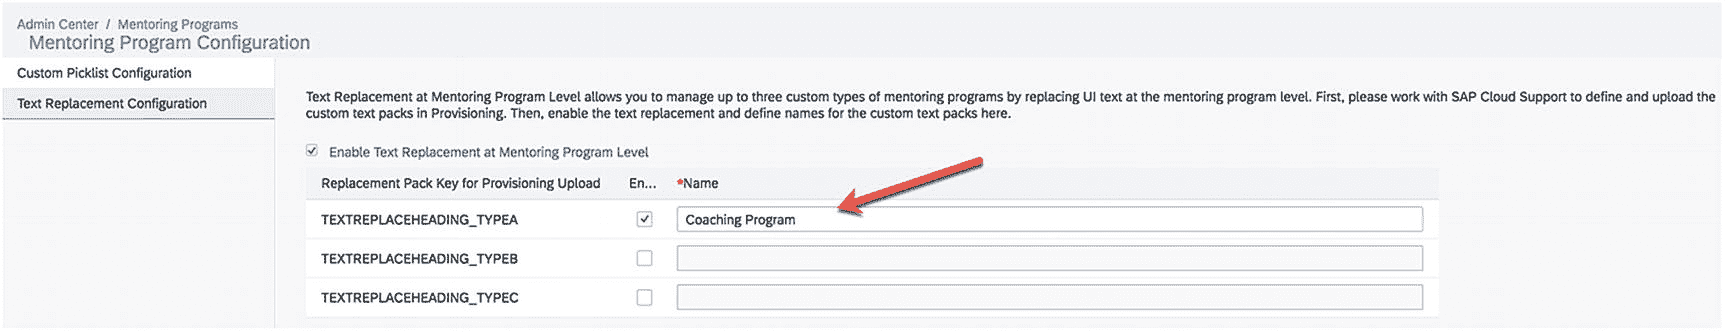 Admin Center / Mentoring Programs
Mentoring Program Configuration
Custom Picklist Configuration
Text Replacement Configuration
Text Replacement at Mentoring Program Level allows you to manage up to three custom types of mentoring programs by replacing UI text at the mentoring program level. First, please work with SAP Cloud Support to define and upload the
custom text packs in Provisioning. Then, enable the text replacement and define names for the custom text packs here.
Enable Text Replacement at Mentoring Program Level
Replacement Pack Key for Provisioning Upload En... *Name
TEXTREPLACEHEADING_TYPEA Coaching Program
TEXTREPLACEHEADING_TYPEB
TEXTREPLACEHEADING_TYPEC